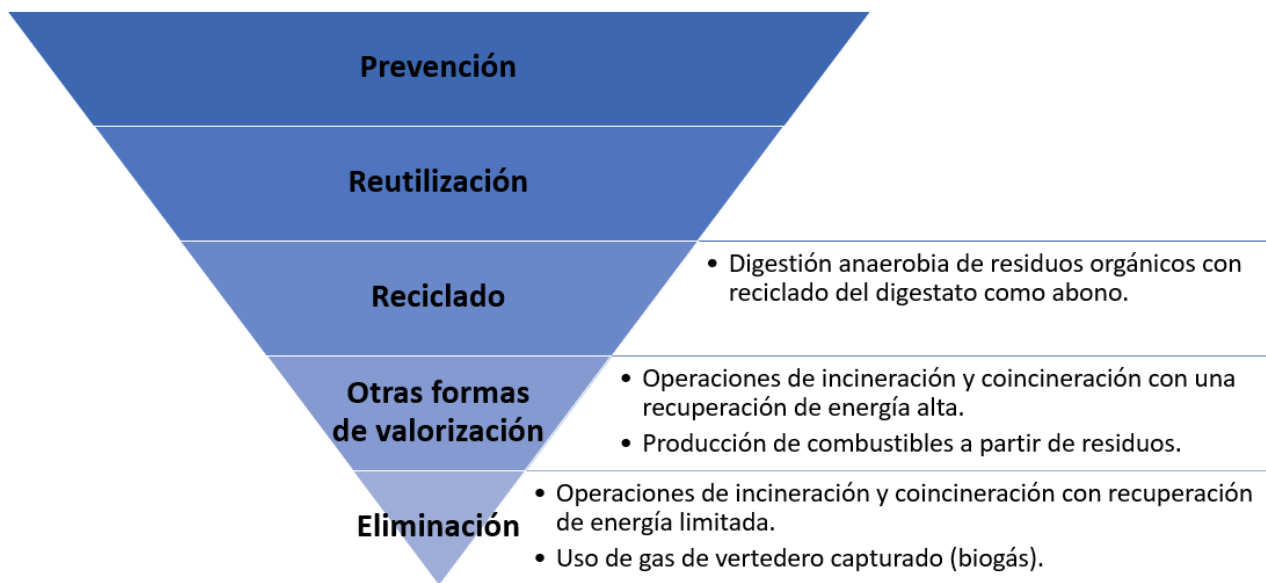 Prevención
Reutilización
Reciclado
• Digestión anaerobia de residuos orgánicos con
reciclado del digestato como abono.
Otras formas
de valorización
• Operaciones de incineración y coincineración con una
recuperación de energía alta.
• Producción de combustibles a partir de residuos.
Eliminación
• Operaciones de incineración y coincineración con recuperación
de energía limitada.
• Uso de gas de vertedero capturado (biogás).